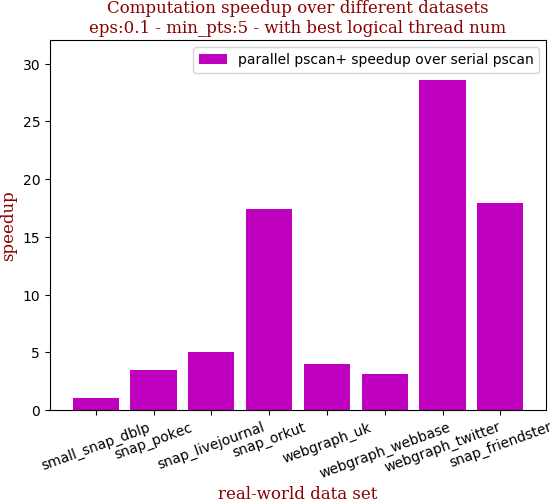 Computation speedup over different datasets
eps:0.1 - min_pts:5 - with best logical thread num
parallel pscan+ speedup over serial pscan
speedup
30
25
20
15
10
5
0
small_snap_dblp
snap_pokec
snap_livejournal
snap_orkut
webgraph_uk
webgraph_webbase
webgraph_twitter
snap_friendster
real-world data set